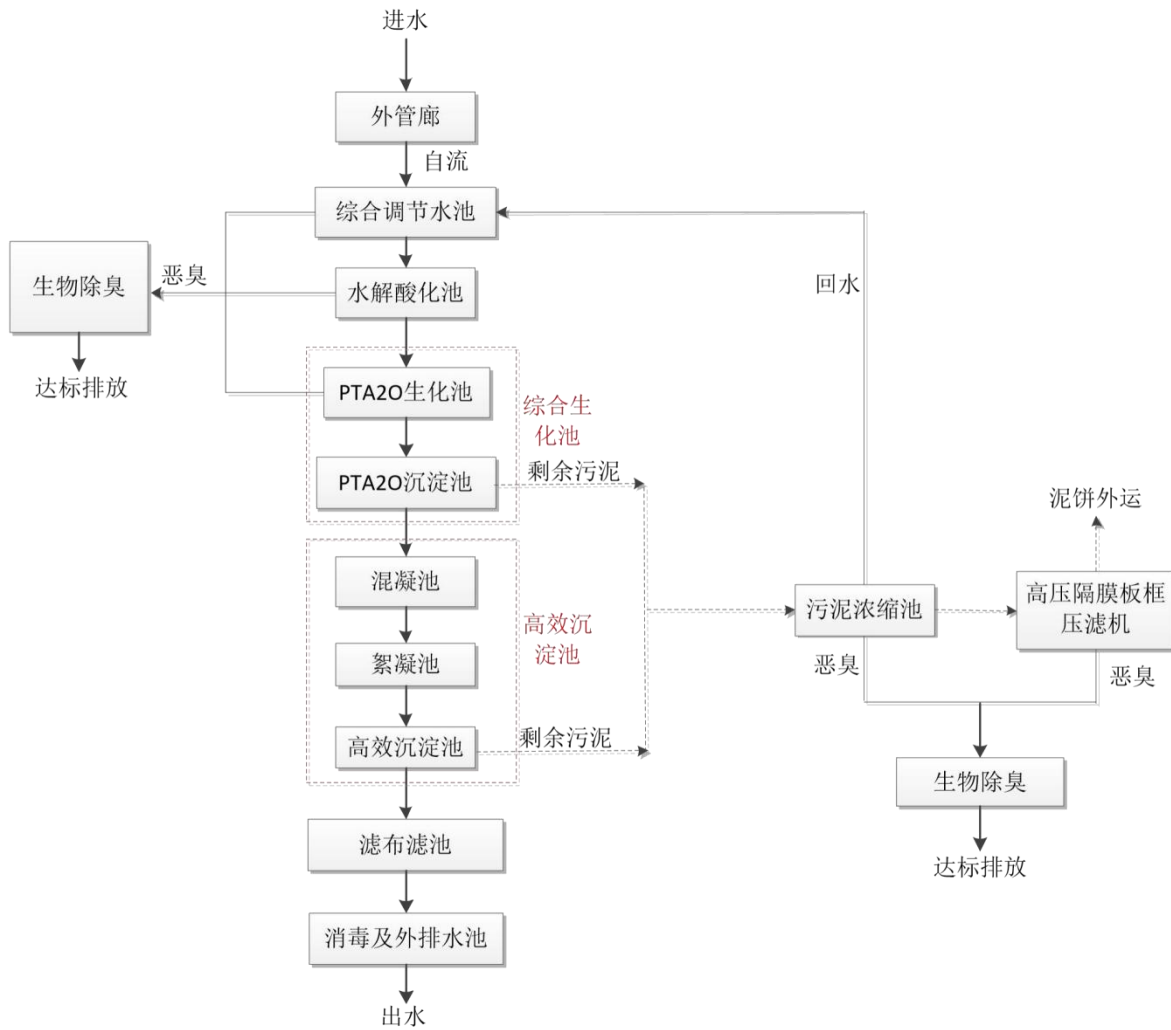 进水
外管廊
自流
综合调节水池
生物除臭
恶臭
水解酸化池
回水
达标排放
PTA2O生化池
综合生
化池
PTA2O沉淀池
剩余污泥
泥饼外运
混凝池
高效沉
淀池
污泥浓缩池
高压隔膜板框
压滤机
絮凝池
恶臭
恶臭
高效沉淀池
剩余污泥
生物除臭
滤布滤池
达标排放
消毒及外排水池
出水